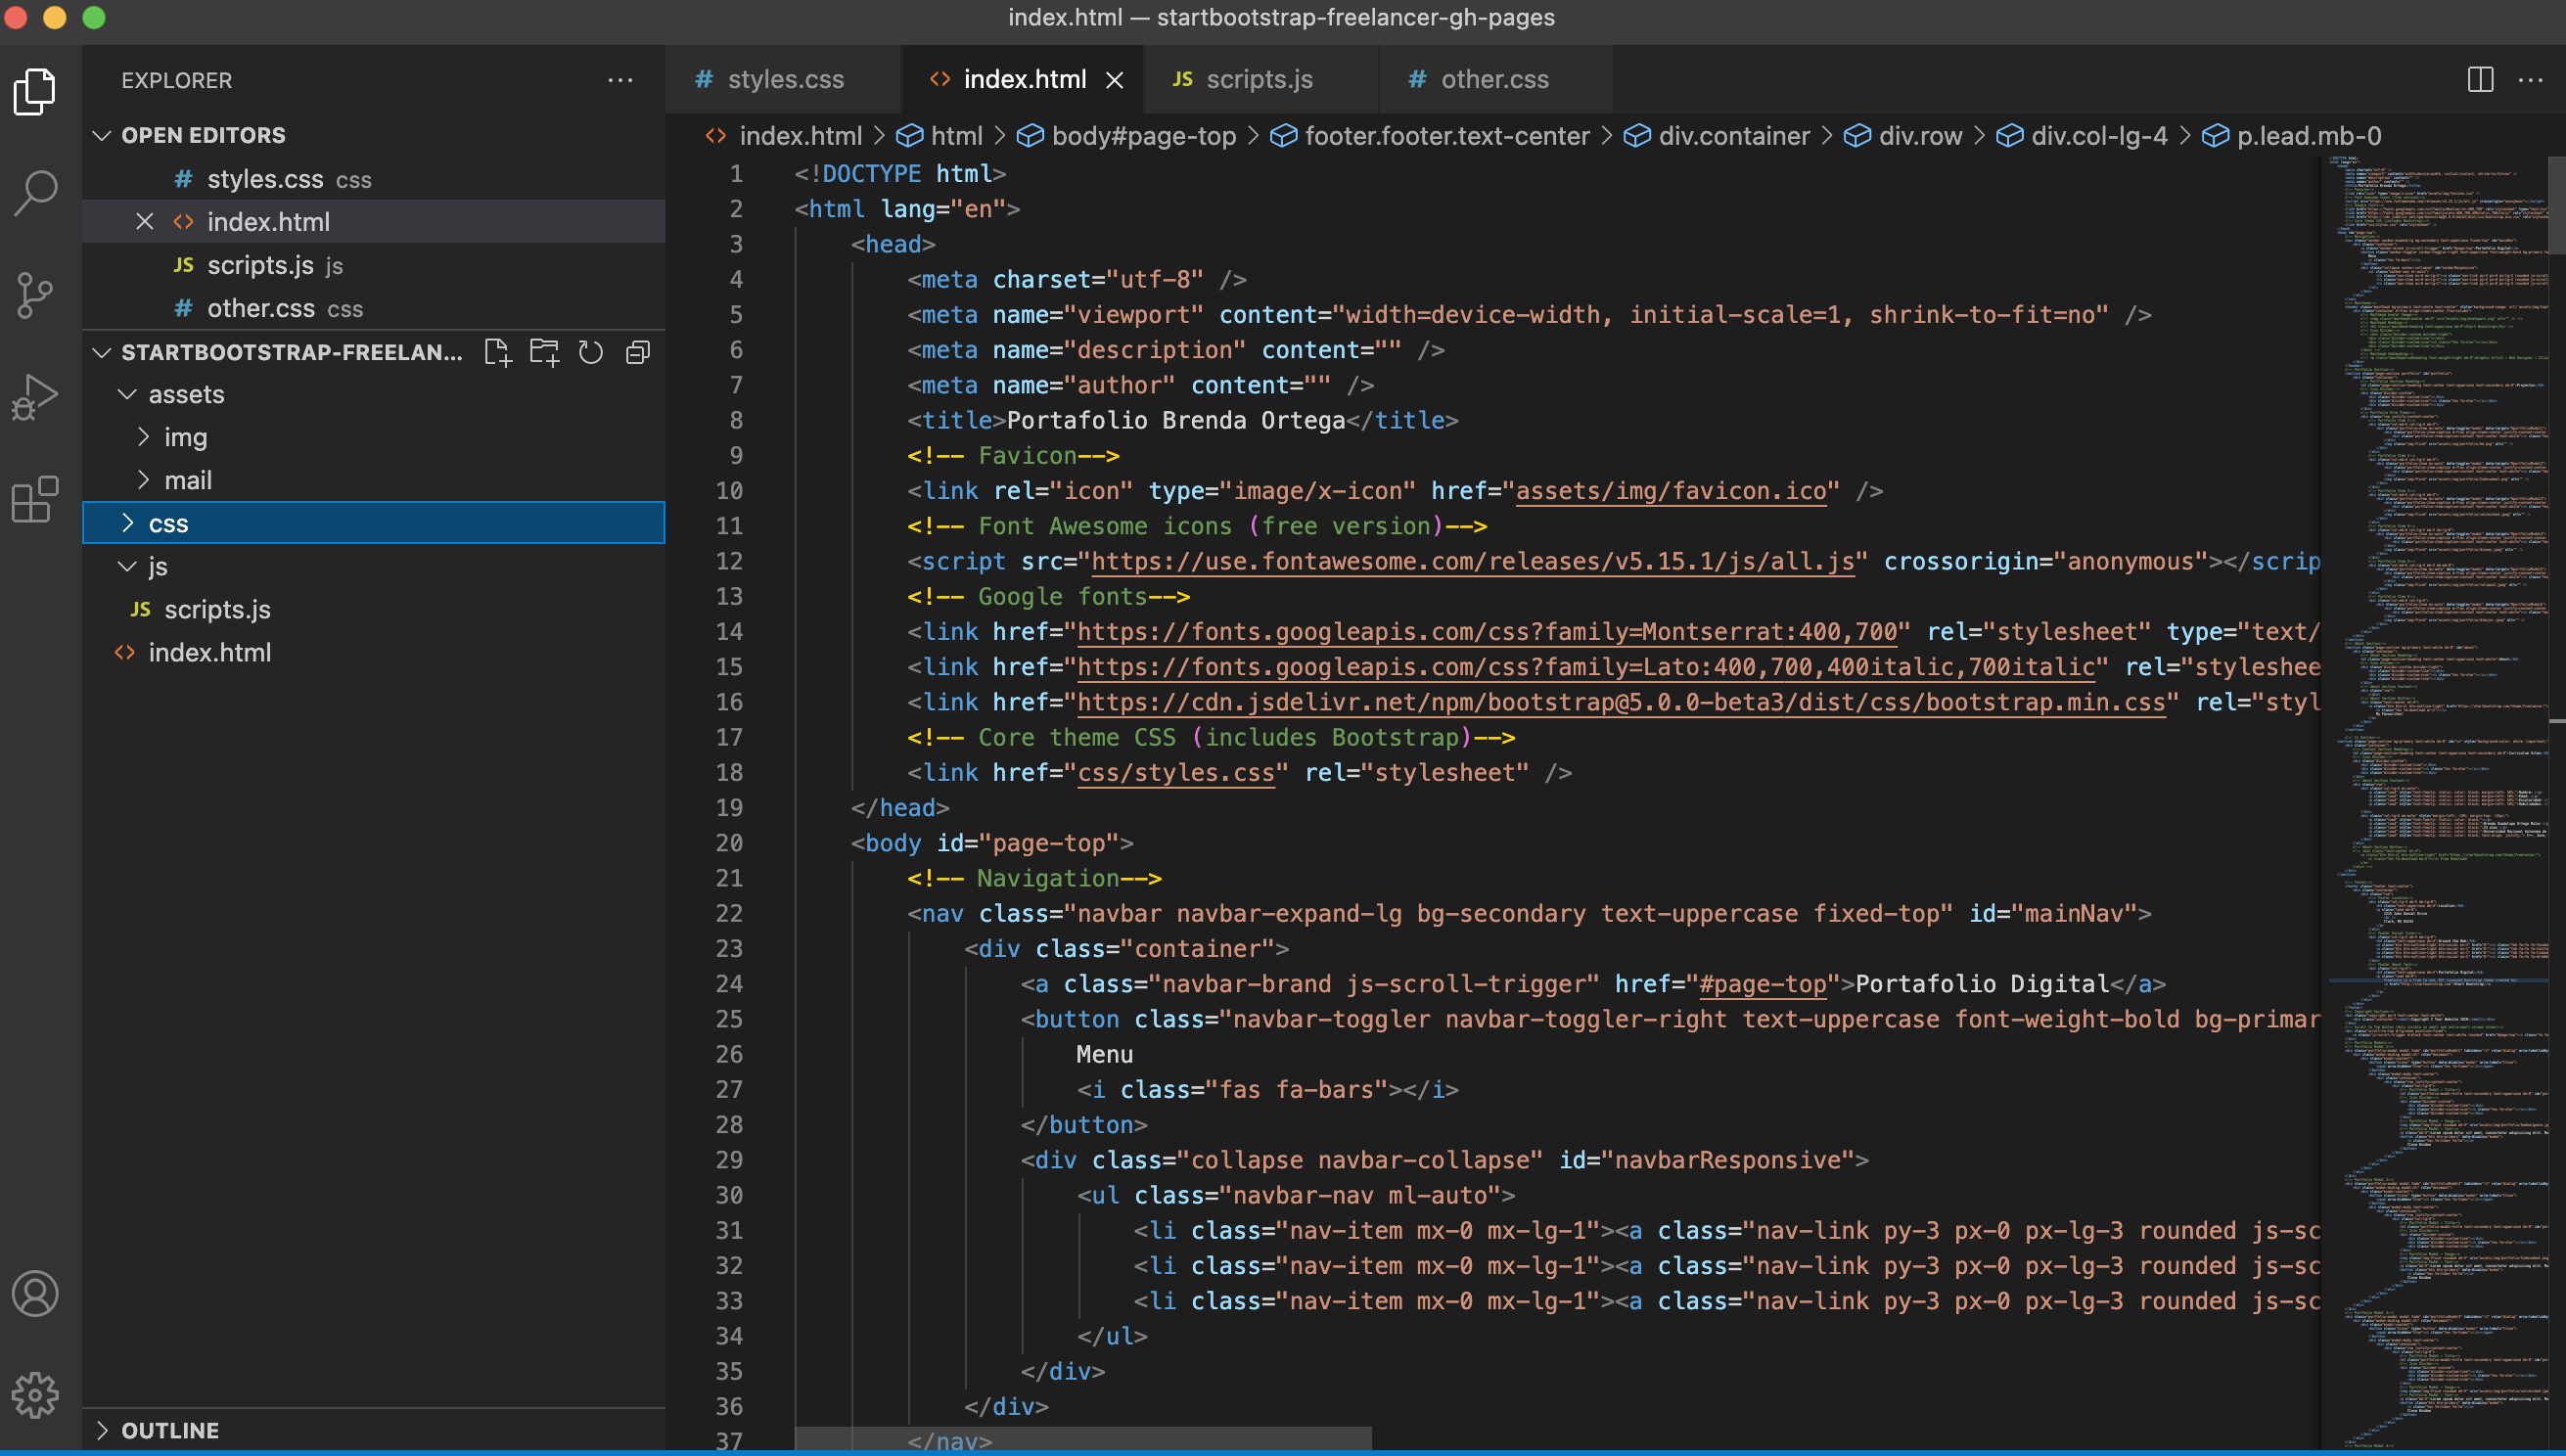 index.html — startbootstrap-freelancer-gh-pages
EXPLORER
OPEN EDITORS
# styles.css css
index.html
JS scripts.js js
# other.css css
STARTBOOTSTRAP-FREELAN...
assets
img
mail
css
js
JS scripts.js
index.html
OUTLINE
# styles.css
index.html
JS scripts.js
# other.css
index.html > html > body#page-top > footer.footer.text-center > div.container > div.row > div.col-lg-4 > p.lead.mb-0
1 <!DOCTYPE html>
2 <html lang="en">
3 <head>
4 <meta charset="utf-8" />
5 <meta name="viewport" content="width=device-width, initial-scale=1, shrink-to-fit=no" />
6 <meta name="description" content="" />
7 <meta name="author" content="" />
8 <title>Portafolio Brenda Ortega</title>
9 <!-- Favicon-->
10 <link rel="icon" type="image/x-icon" href="assets/img/favicon.ico" />
11 <!-- Font Awesome icons (free version)-->
12 <script src="https://use.fontawesome.com/releases/v5.15.1/js/all.js" crossorigin="anonymous"></scrip
13 <!-- Google fonts-->
14 <link href="https://fonts.googleapis.com/css?family=Montserrat:400,700" rel="stylesheet" type="text/
15 <link href="https://fonts.googleapis.com/css?family=Lato:400,700,400italic,700italic" rel="styleshee
16 <link href="https://cdn.jsdelivr.net/npm/bootstrap@5.0.0-beta3/dist/css/bootstrap.min.css" rel="styl
17 <!-- Core theme CSS (includes Bootstrap)-->
18 <link href="css/styles.css" rel="stylesheet" />
19 </head>
20 <body id="page-top">
21 <!-- Navigation-->
22 <nav class="navbar navbar-expand-lg bg-secondary text-uppercase fixed-top" id="mainNav">
23 <div class="container">
24 <a class="navbar-brand js-scroll-trigger" href="#page-top">Portafolio Digital</a>
25 <button class="navbar-toggler navbar-toggler-right text-uppercase font-weight-bold bg-primar
26 Menu
27 <i class="fas fa-bars"></i>
28 </button>
29 <div class="collapse navbar-collapse" id="navbarResponsive">
30 <ul class="navbar-nav ml-auto">
31 <li class="nav-item mx-0 mx-lg-1"><a class="nav-link py-3 px-0 px-lg-3 rounded js-sc
32 <li class="nav-item mx-0 mx-lg-1"><a class="nav-link py-3 px-0 px-lg-3 rounded js-sc
33 <li class="nav-item mx-0 mx-lg-1"><a class="nav-link py-3 px-0 px-lg-3 rounded js-sc
34 </ul>
35 </div>
36 </div>
37 </nav>